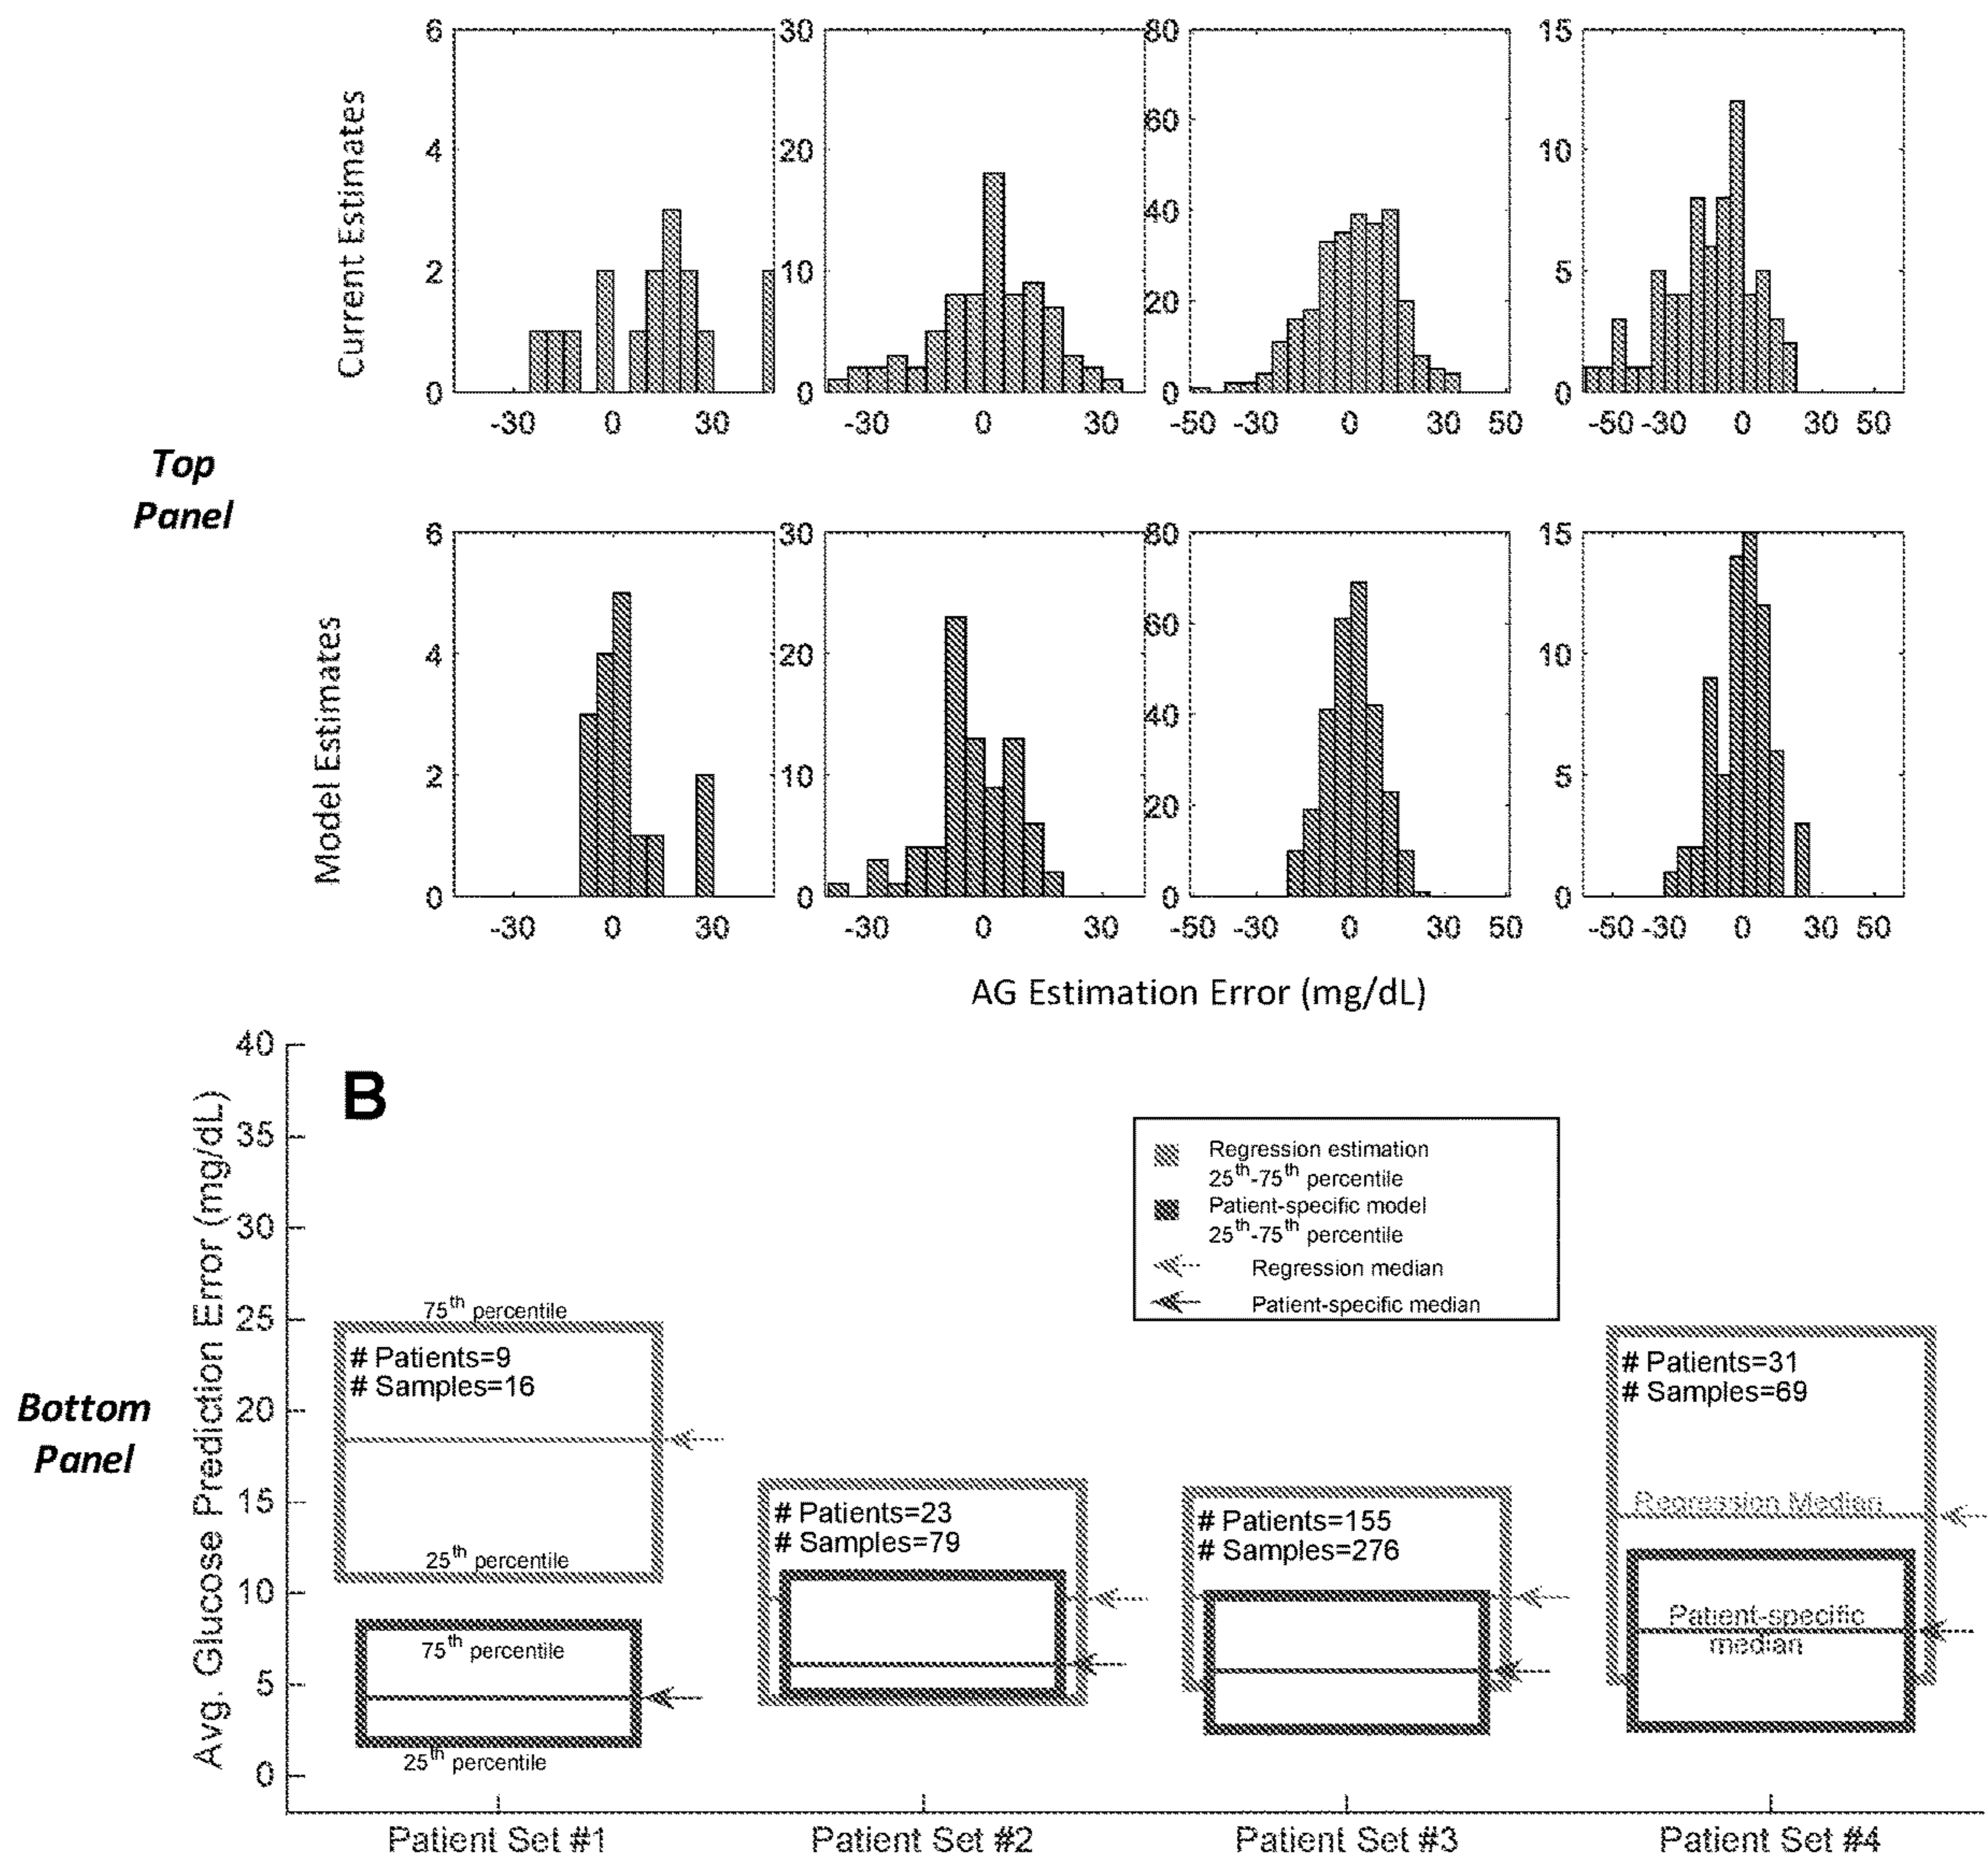 6
4
2
0
-30
0
30
30
20
10
0
-30
0
30
80
60
40
20
0
-50
-30
0
30
50
15
10
5
0
-50
-30
0
30
50
Current Estimates
Top
Panel
6
4
2
0
-30
0
30
30
20
10
0
-30
0
30
80
60
40
20
0
-50
-30
0
30
50
15
10
5
0
-50
-30
0
30
50
Model Estimates
AG Estimation Error (mg/dL)
Bottom
Panel
Avg. Glucose Prediction Error (mg/dL)
40
35
30
25
20
15
10
5
0
B
Regression estimation
25th-75th percentile
Patient-specific model
25th-75th percentile
Regression median
Patient-specific median
75th percentile
# Patients=9
# Samples=16
25th percentile
75th percentile
25th percentile
# Patients=23
# Samples=79
# Patients=155
# Samples=276
# Patients=31
# Samples=69
Regression Median
Patient-specific
median
Patient Set #1
Patient Set #2
Patient Set #3
Patient Set #4